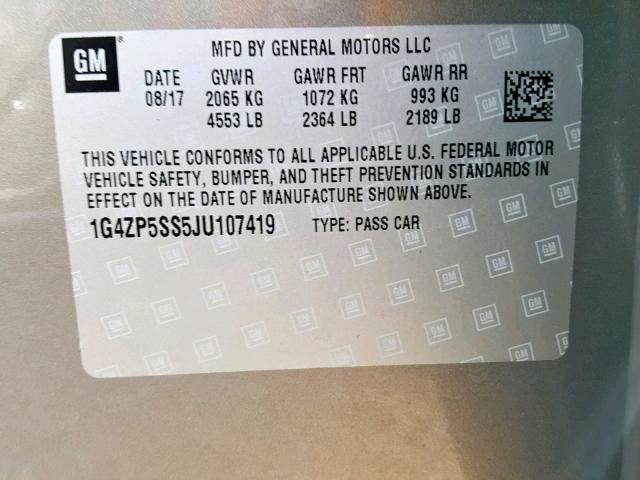 GM ® MFD BY GENERAL MOTORS LLC
DATE GVWR GAWR FRT GAWR RR
08/17 2065 KG 1072 KG 993 KG
4553 LB 2364 LB 2189 LB
THIS VEHICLE CONFORMS TO ALL APPLICABLE U.S. FEDERAL MOTOR
VEHICLE SAFETY, BUMPER, AND THEFT PREVENTION STANDARDS IN
EFFECT ON THE DATE OF MANUFACTURE SHOWN ABOVE.
1G4ZP5SS5JU107419 TYPE: PASS CAR